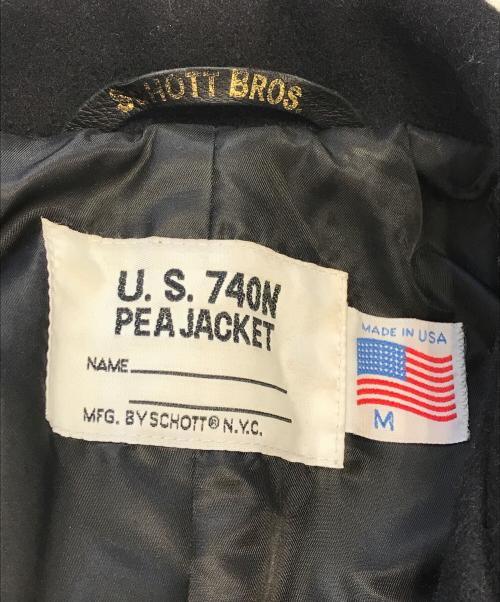 SCHOTT BROS.
U. S. 740N
PEA JACKET
NAME
MFG. BY SCHOTT® N.Y.C.
MADE IN USA
M